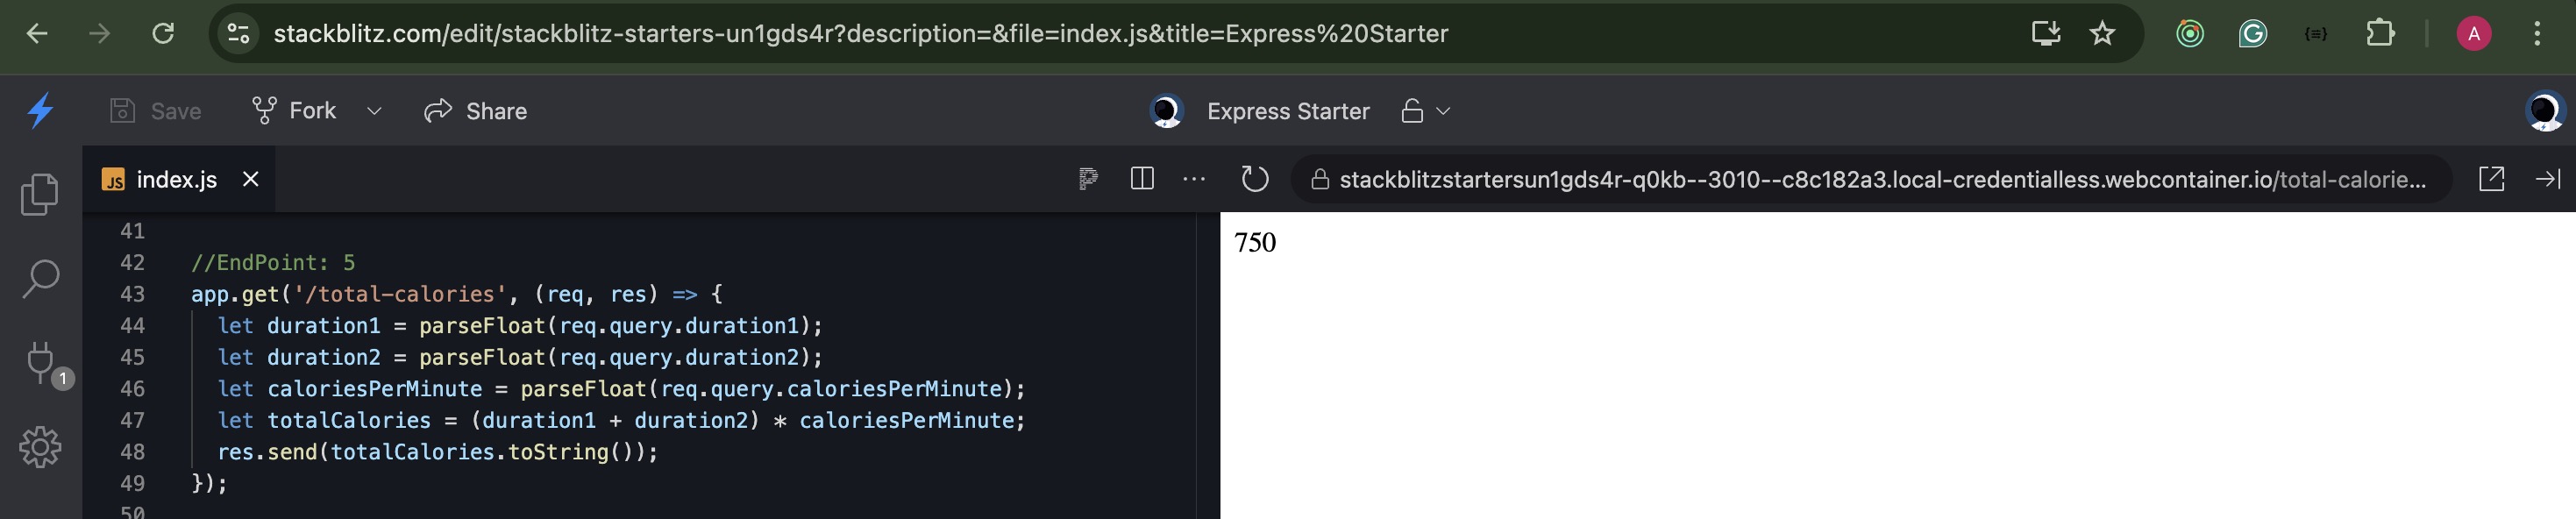 stackblitz.com/edit/stackblitz-starters-un1gds4r?description=&file=index.js&title=Express%20Starter
A
Save
Fork
Share
Express Starter
JS index.js
stackblitzstartersun1gds4r-q0kb--3010--c8c182a3.local-credentialless.webcontainer.io/total-calorie...
41
42 //EndPoint: 5
43 app.get('/total-calories', (req, res) => {
44 let duration1 = parseFloat(req.query.duration1);
45 let duration2 = parseFloat(req.query.duration2);
46 let caloriesPerMinute = parseFloat(req.query.caloriesPerMinute);
47 let totalCalories = (duration1 + duration2) * caloriesPerMinute;
48 res.send(totalCalories.toString());
49 });
50
1
750